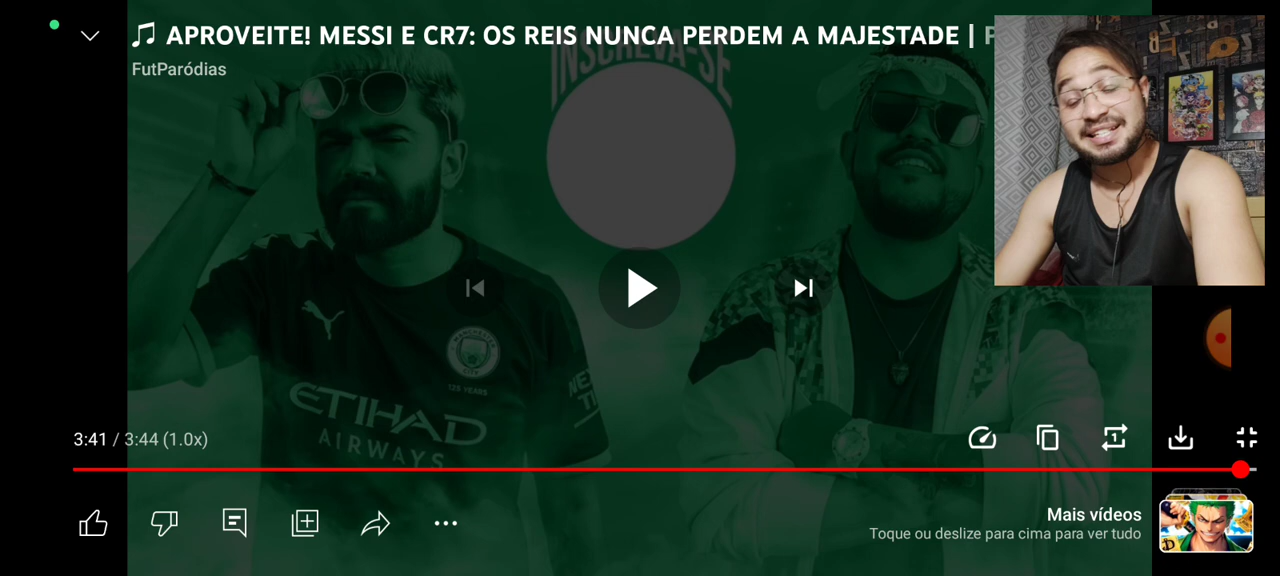 🎵 APROVEITE! MESSI E CR7: OS REIS NUNCA PERDEM A MAJESTADE |
FutParódias
INSCREVA-SE
MANCHESTER
CITY
125 YEARS
ETIHAD
AIRWAYS
3:41 / 3:44 (1.0x)
1
Mais vídeos
Toque ou deslize para cima para ver tudo